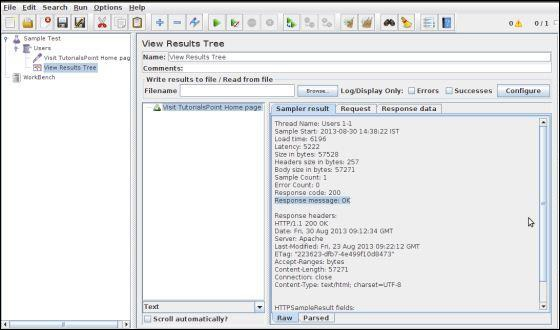 File Edit Search Run Options Help
0 0 / 1
Sample Test
Users
Visit TutorialsPoint Home pag
View Results Tree
WorkBench
View Results Tree
Name: View Results Tree
Comments:
Write results to file / Read from file
Filename Browse... Log/Display Only: Errors Successes Configure
Visit TutorialsPoint Home page
Text
Scroll automatically?
Sampler result Request Response data
Thread Name: Users 1-1
Sample Start: 2013-08-30 14:38:22 IST
Load time: 6196
Latency: 5222
Size in bytes: 57528
Headers size in bytes: 257
Body size in bytes: 57271
Sample Count: 1
Error Count: 0
Response code: 200
Response message: OK
Response headers:
HTTP/1.1 200 OK
Date: Fri, 30 Aug 2013 09:12:34 GMT
Server: Apache
Last-Modified: Fri, 23 Aug 2013 09:22:12 GMT
ETag: "223623-dfb7-4e499f10d8473"
Accept-Ranges: bytes
Content-Length: 57271
Connection: close
Content-Type: text/html; charset=UTF-8
HTTPSampleResult fields:
Raw Parsed